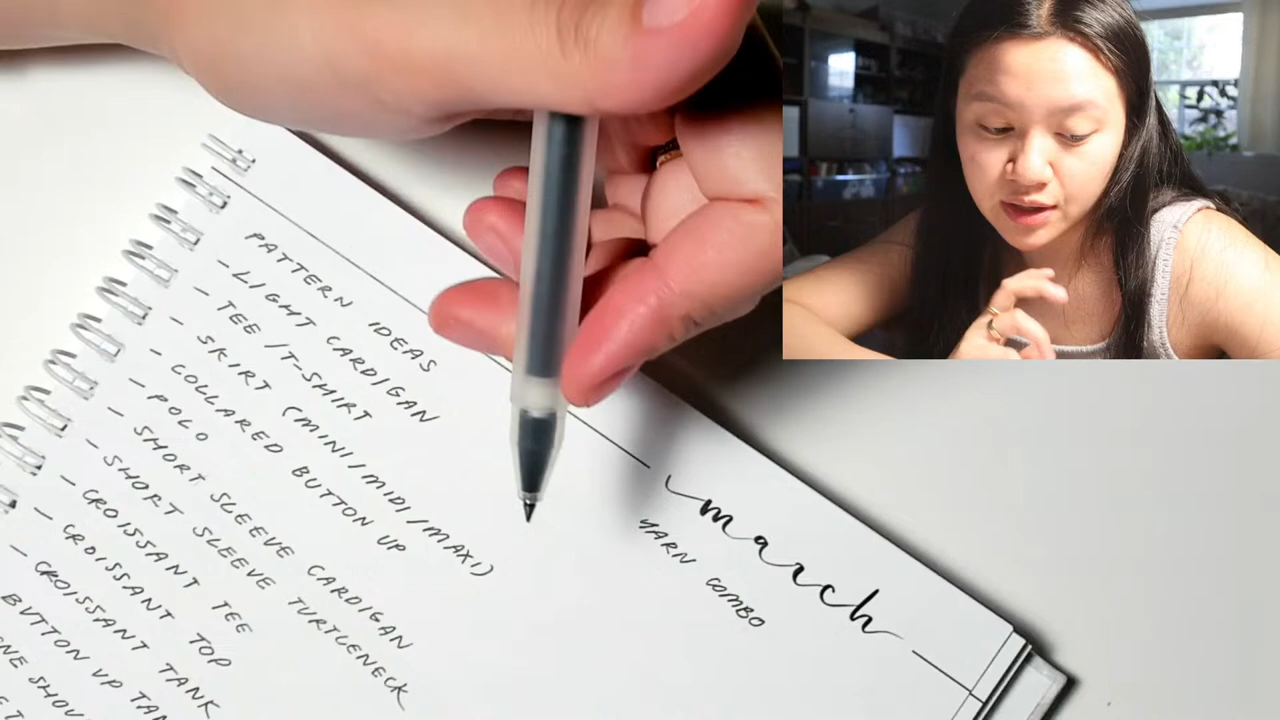 march
PATTERN IDEAS
- LIGHT CARDIGAN
- TEE / T-SHIRT
- SKIRT (MINI/MIDI/MAXI)
- COLLARED BUTTON UP
- POLO
- SHORT SLEEVE CARDIGAN
- SHORT SLEEVE TURTLENECK
- CROISSANT TEE
- CROISSANT TOP
- CROISSANT TANK
BUTTON UP
YARN COMBO